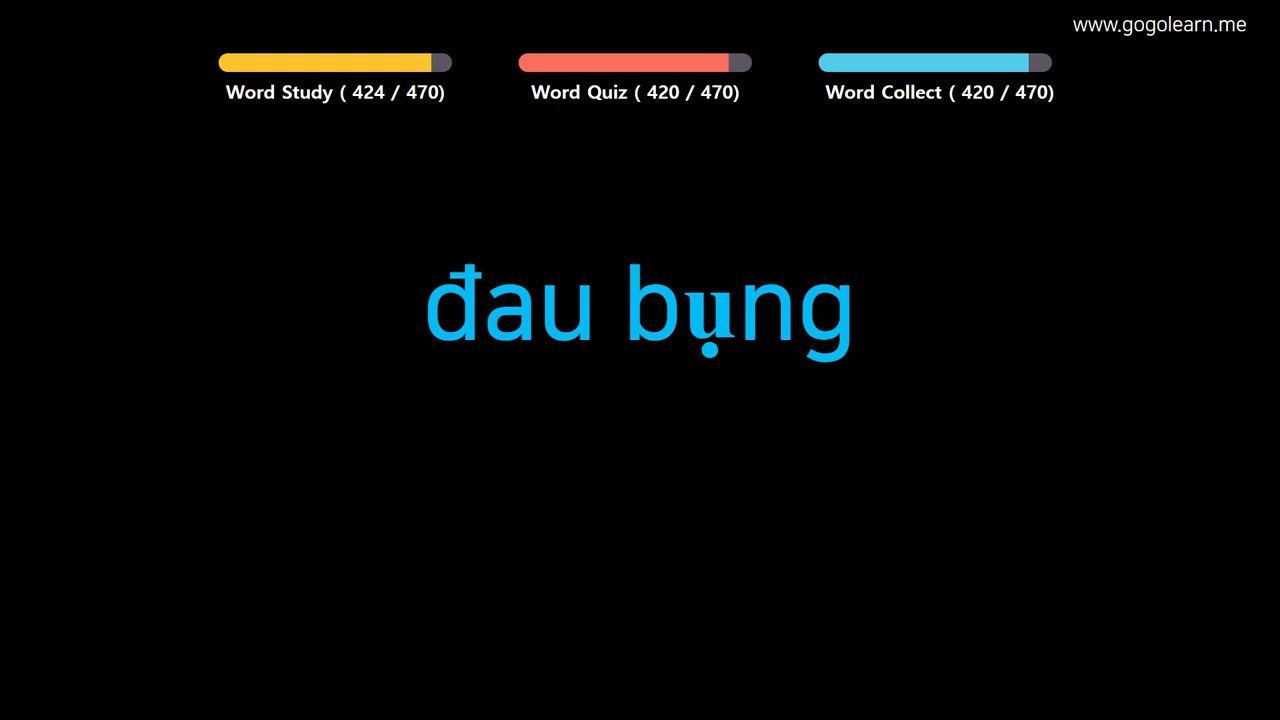 www.gogolearn.me
Word Study ( 424 / 470)
Word Quiz ( 420 / 470)
Word Collect ( 420 / 470)
đau bụng